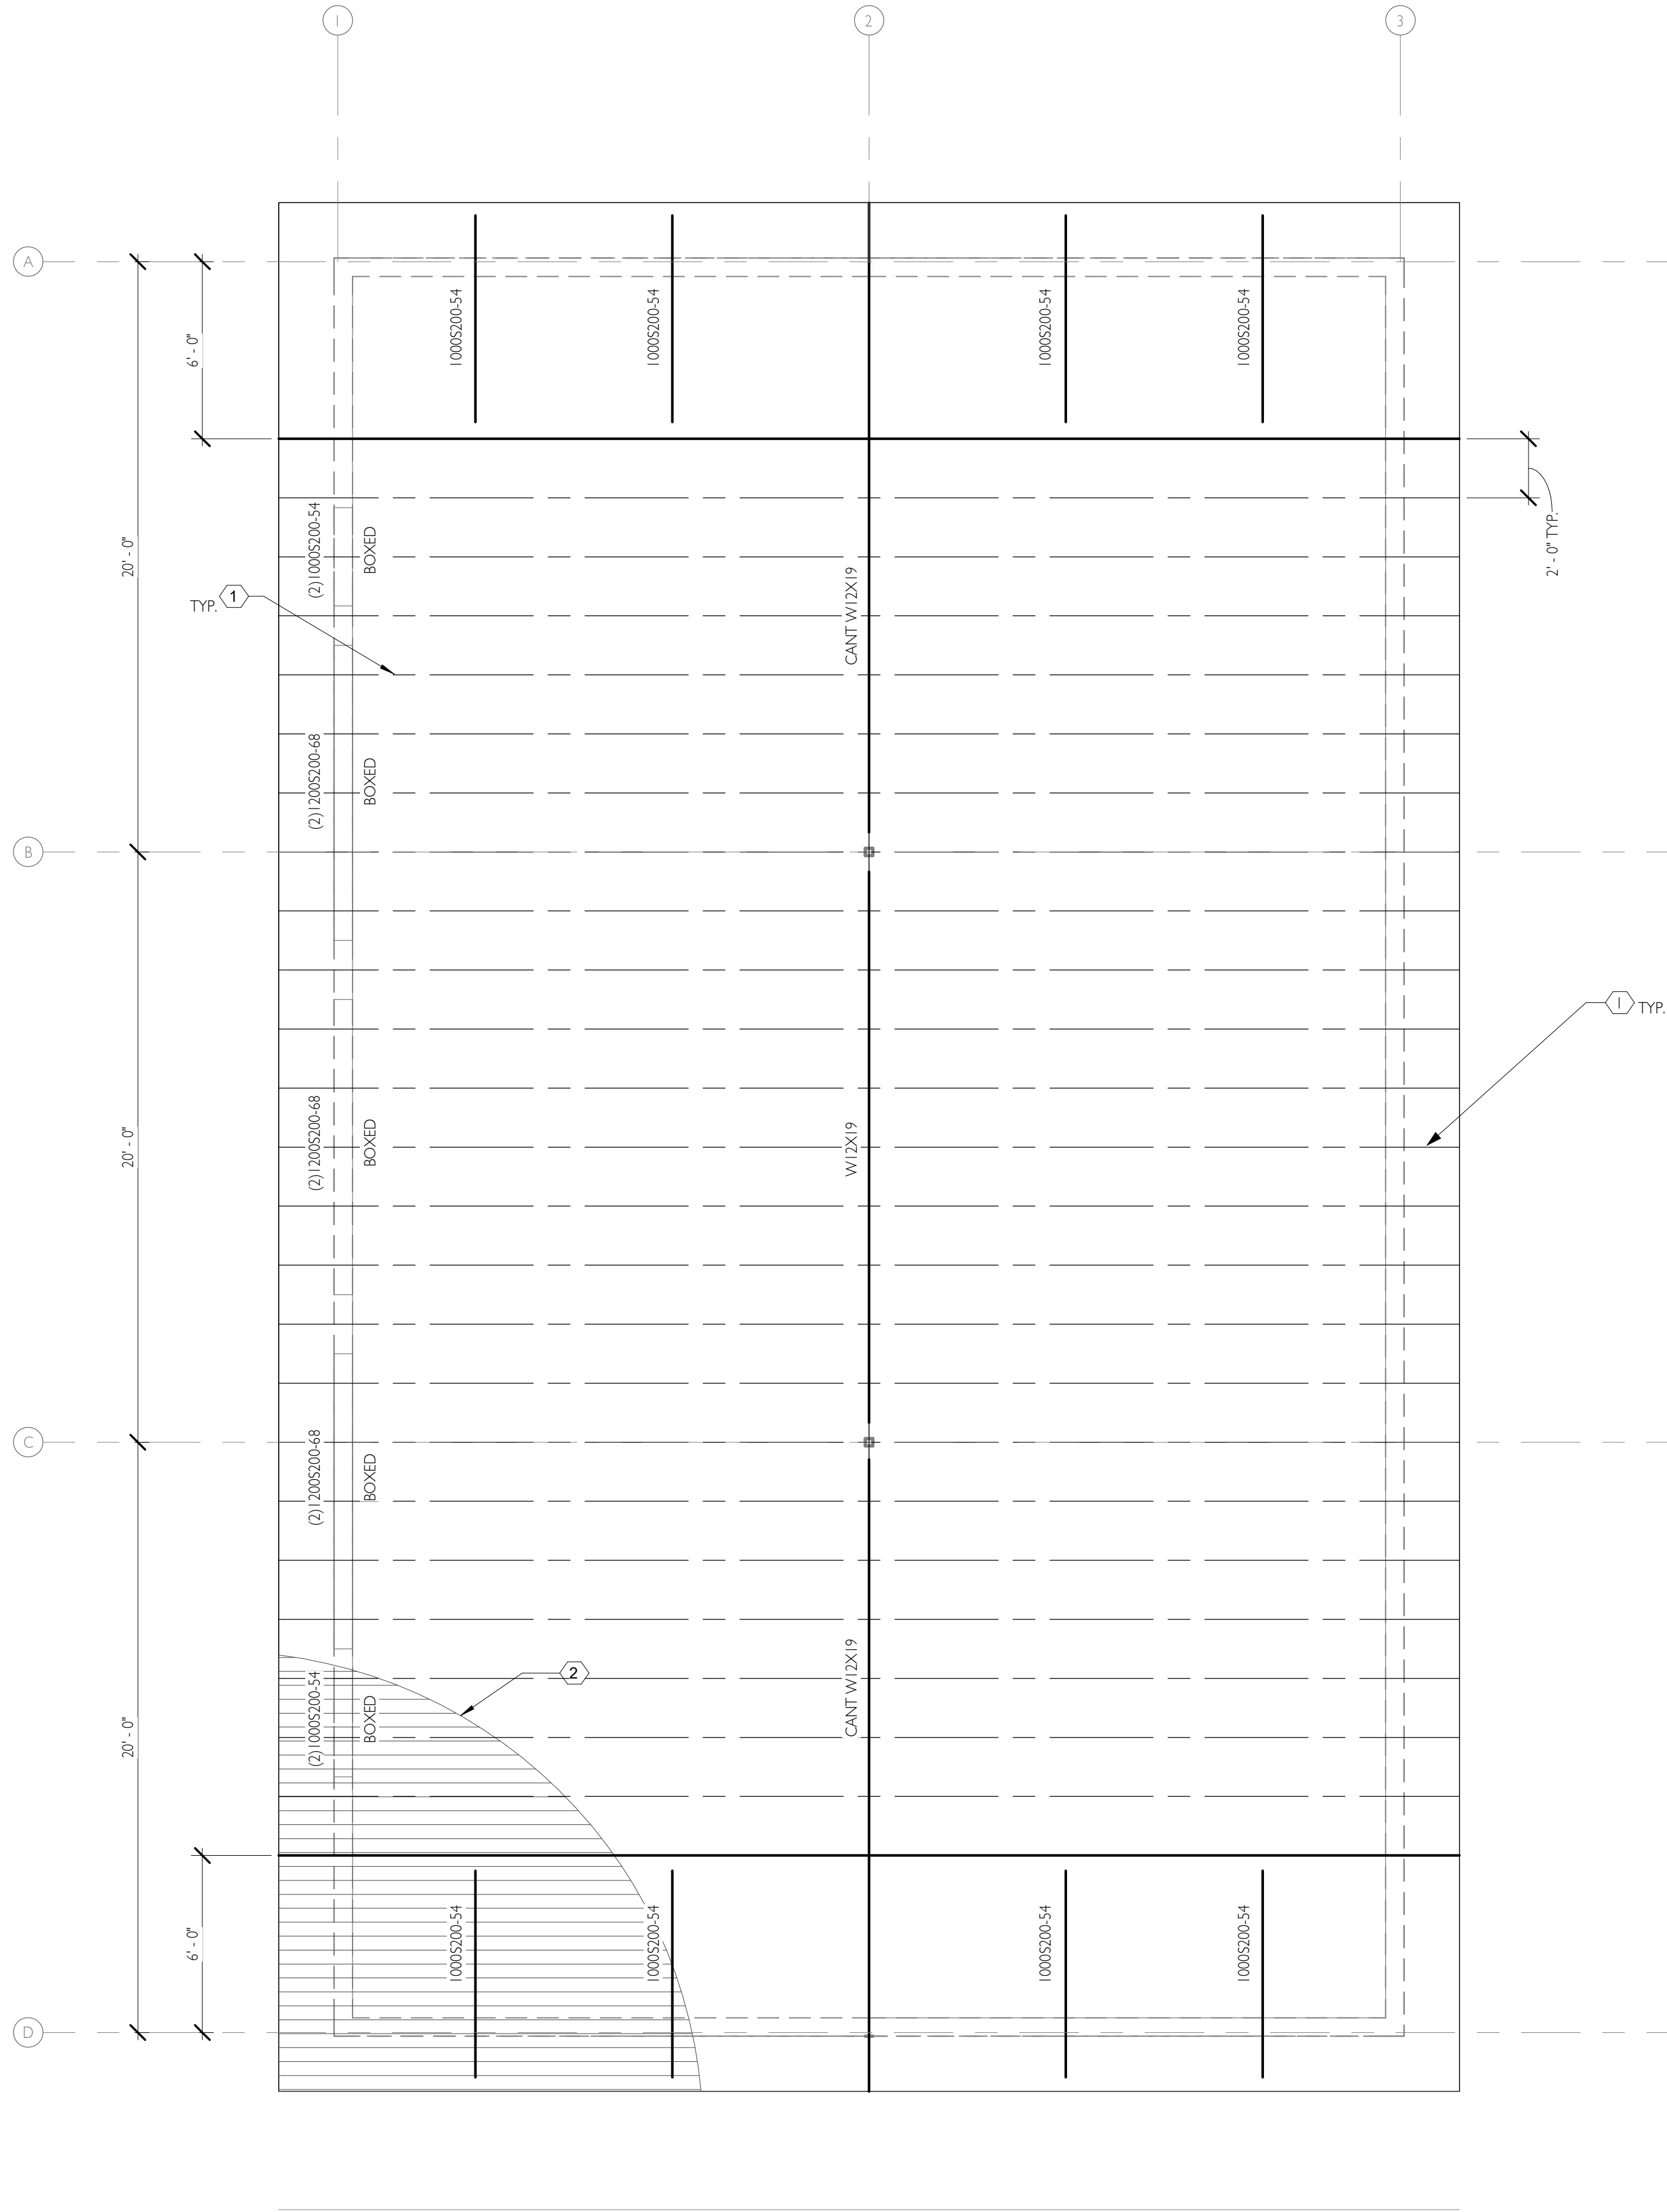 1
2
3
A
6' - 0"
1000S200-54
1000S200-54
1000S200-54
1000S200-54
20' - 0"
(2)1000S200-54
BOXED
CANT W12X19
2' - 0" TYP.
TYP. 1
(2)1200S200-68
BOXED
B
1 TYP.
20' - 0"
(2)1200S200-68
BOXED
W12X19
C
(2)1200S200-68
BOXED
2
20' - 0"
(2)1000S200-54
BOXED
CANT W12X19
6' - 0"
1000S200-54
1000S200-54
1000S200-54
1000S200-54
D